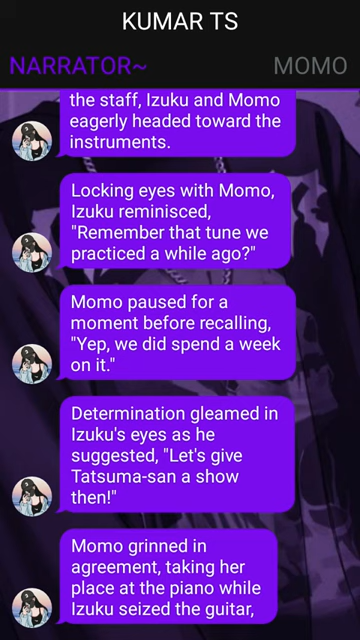 KUMAR TS
NARRATOR~
MOMO
the staff, Izuku and Momo
eagerly headed toward the
instruments.
Locking eyes with Momo,
Izuku reminisced,
"Remember that tune we
practiced a while ago?"
Momo paused for a
moment before recalling,
"Yep, we did spend a week
on it."
Determination gleamed in
Izuku's eyes as he
suggested, "Let's give
Tatsuma-san a show
then!"
Momo grinned in
agreement, taking her
place at the piano while
Izuku seized the guitar,